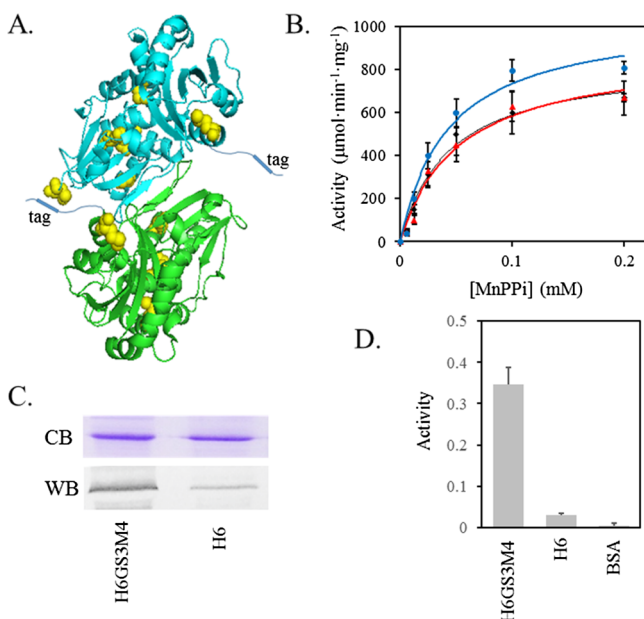 A.
tag
tag
B.
Activity (μmol·min⁻¹·mg⁻¹)
1000
800
600
400
200
0
0
0.1
0.2
[MnPPi] (mM)
C.
CB
WB
H6GS3M4
H6
D.
Activity
0.5
0.4
0.3
0.2
0.1
0
H6GS3M4
H6
BSA